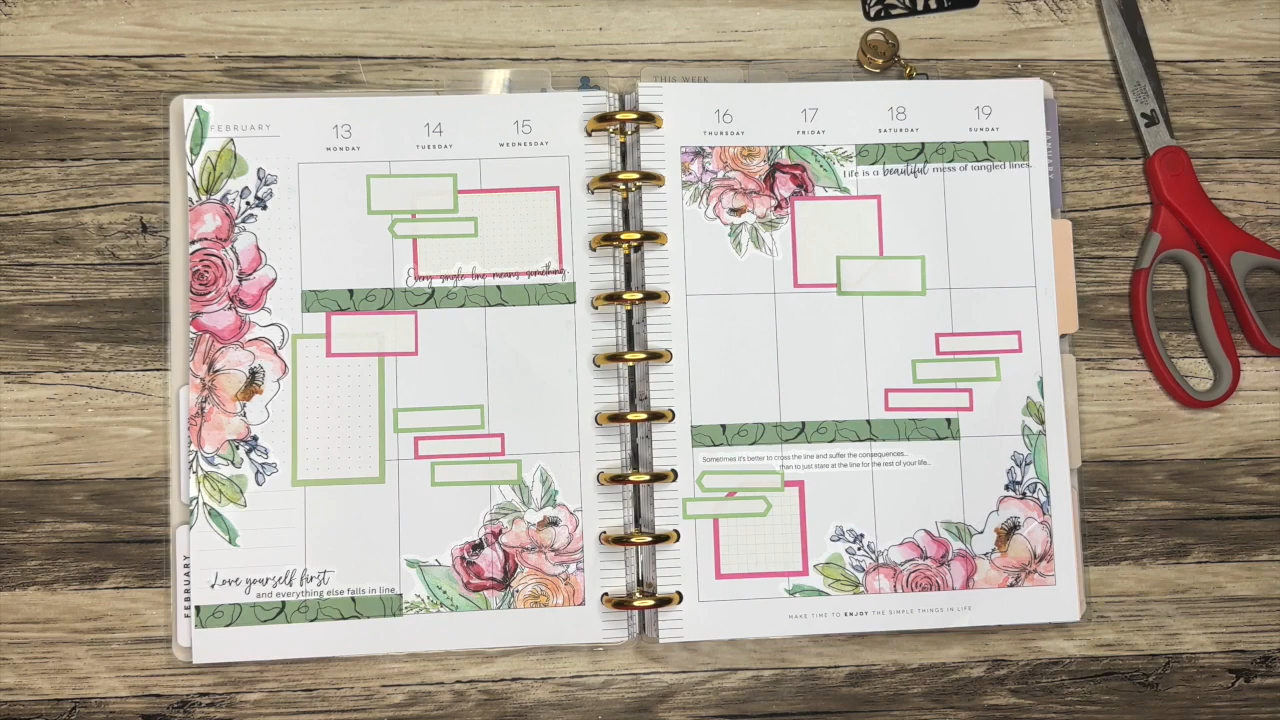 THIS WEEK
FEBRUARY
13
MONDAY
14
TUESDAY
15
WEDNESDAY
16
THURSDAY
17
FRIDAY
18
SATURDAY
19
SUNDAY
JANUARY
Life is a beautiful mess of tangled lines.
Every single line means something.
Sometimes it's better to cross the line and suffer the consequences...
than to just stare at the line for the rest of your life...
Love yourself first
and everything else falls in line.
FEBRUARY
MAKE TIME TO ENJOY THE SIMPLE THINGS IN LIFE